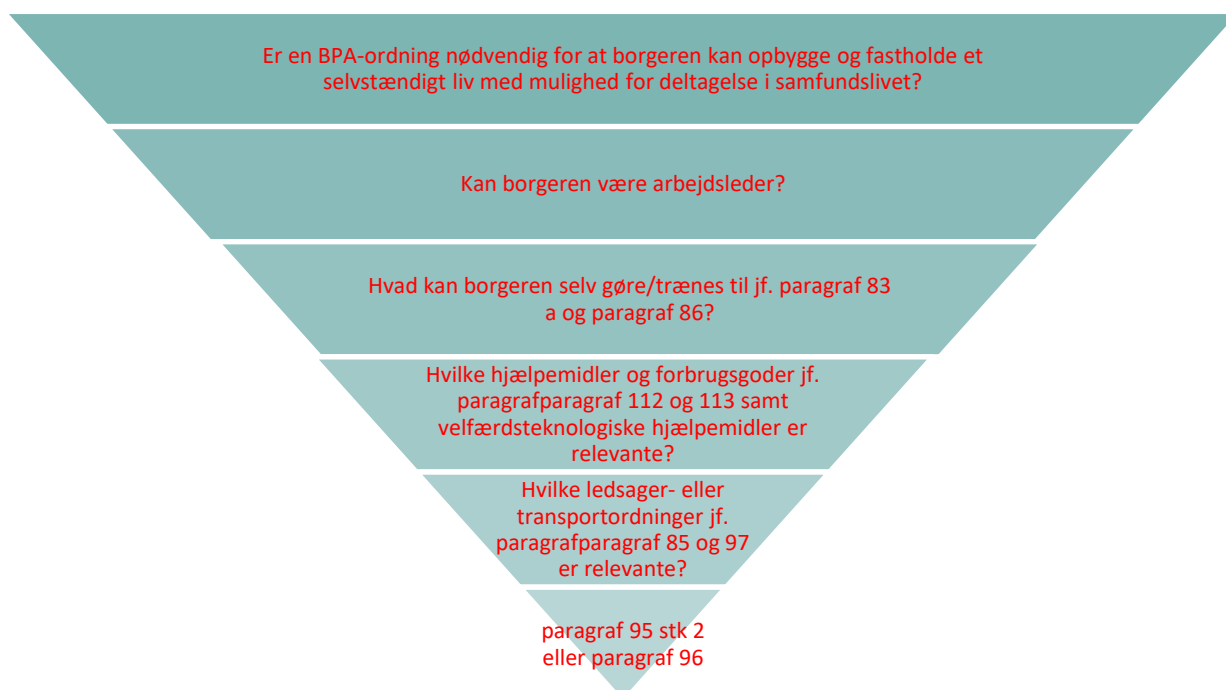 Er en BPA-ordning nødvendig for at borgeren kan opbygge og fastholde et
selvstændigt liv med mulighed for deltagelse i samfundslivet?
Kan borgeren være arbejdsleder?
Hvad kan borgeren selv gøre/trænes til jf. paragraf 83
a og paragraf 86?
Hvilke hjælpemidler og forbrugsgoder jf.
paragrafparagraf 112 og 113 samt
velfærdsteknologiske hjælpemidler er
relevante?
Hvilke ledsager- eller
transportordninger jf.
paragrafparagraf 85 og 97
er relevante?
paragraf 95 stk 2
eller paragraf 96